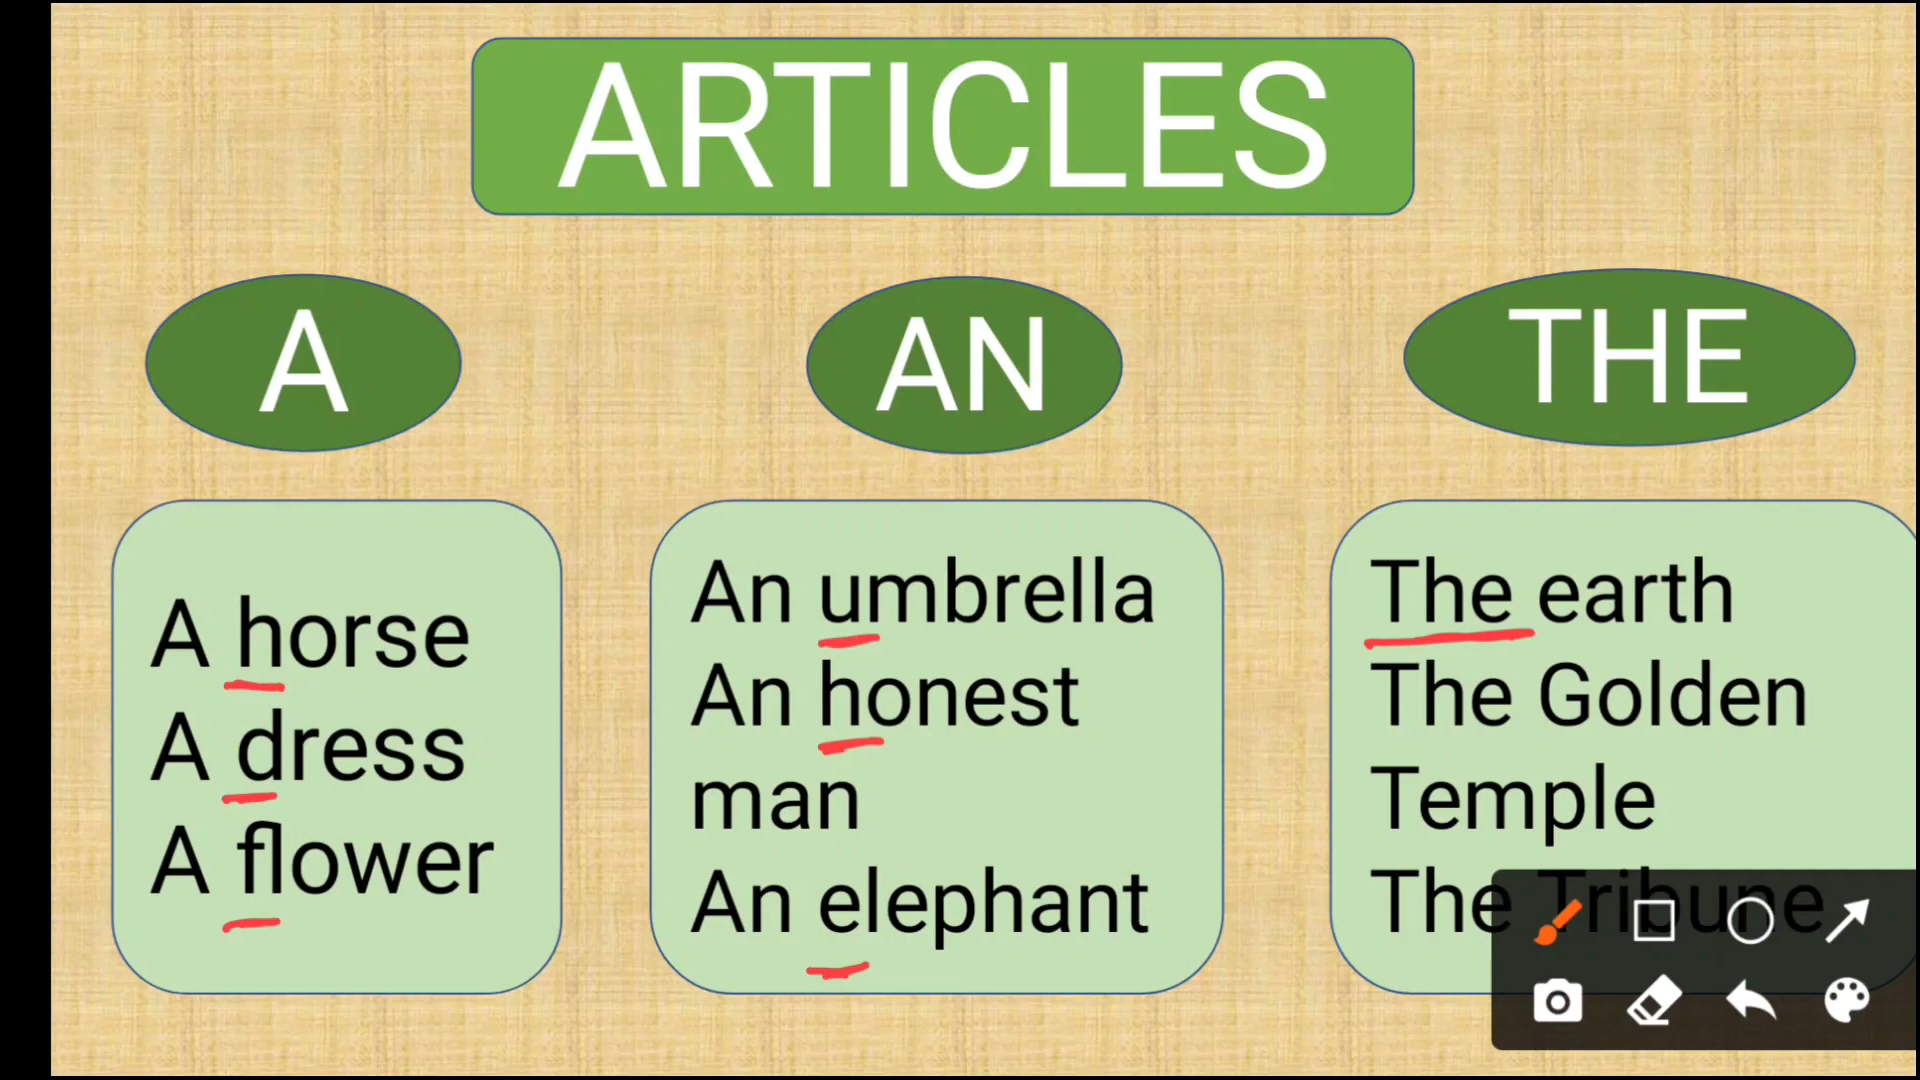 ARTICLES
A
AN
THE
A horse
A dress
A flower
An umbrella
An honest
man
An elephant
The earth
The Golden
Temple
The Tribune